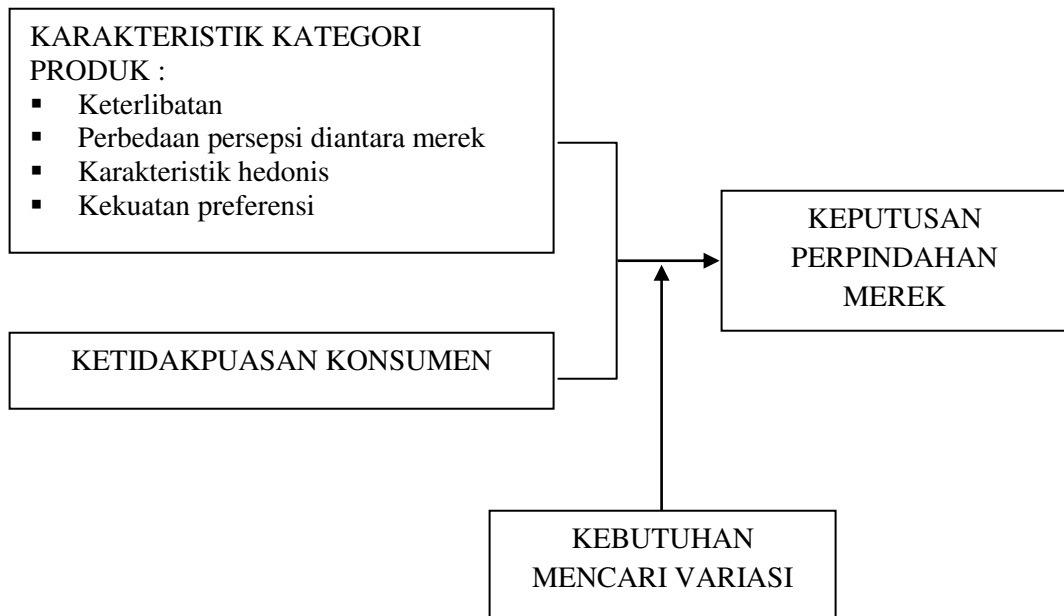 KARAKTERISTIK KATEGORI
PRODUK :
▪ Keterlibatan
▪ Perbedaan persepsi diantara merek
▪ Karakteristik hedonis
▪ Kekuatan preferensi
KETIDAKPUASAN KONSUMEN
KEPUTUSAN
PERPINDAHAN
MEREK
KEBUTUHAN
MENCARI VARIASI